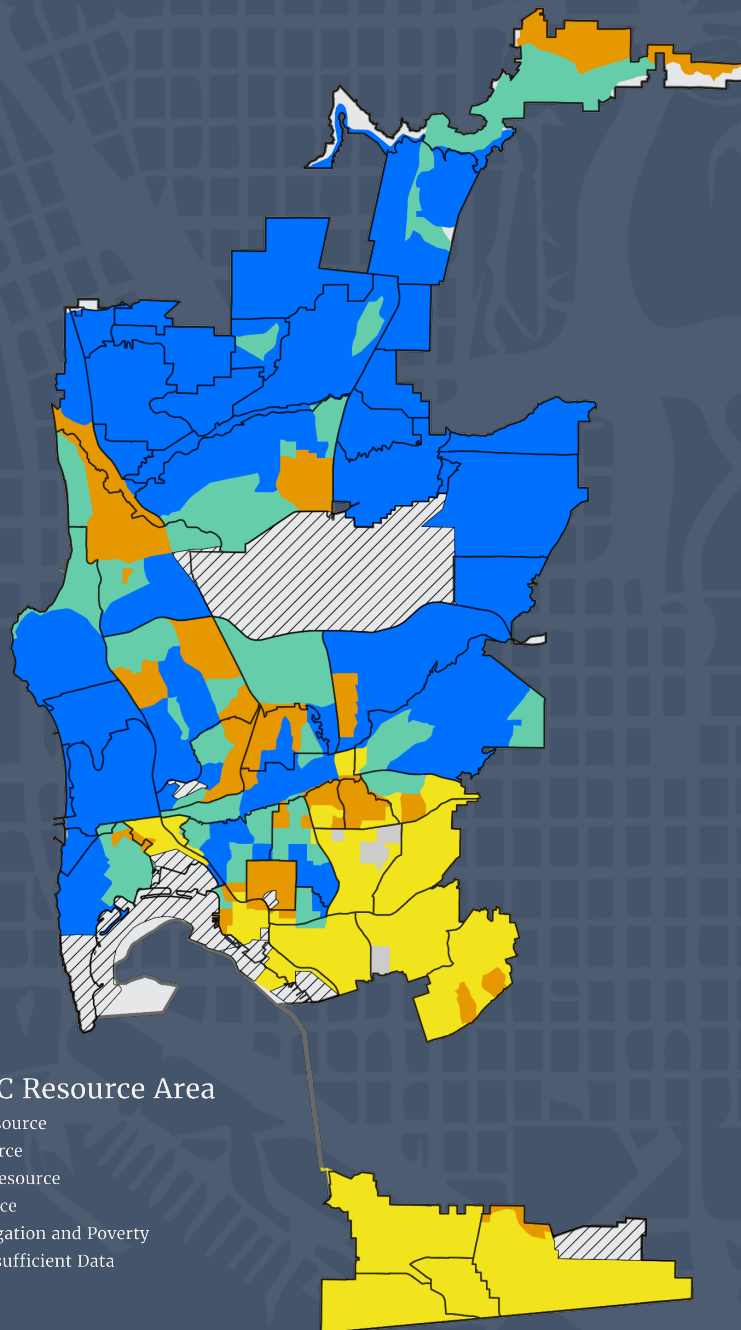 C Resource Area
source
rce
esource
ce
gation and Poverty
sufficient Data